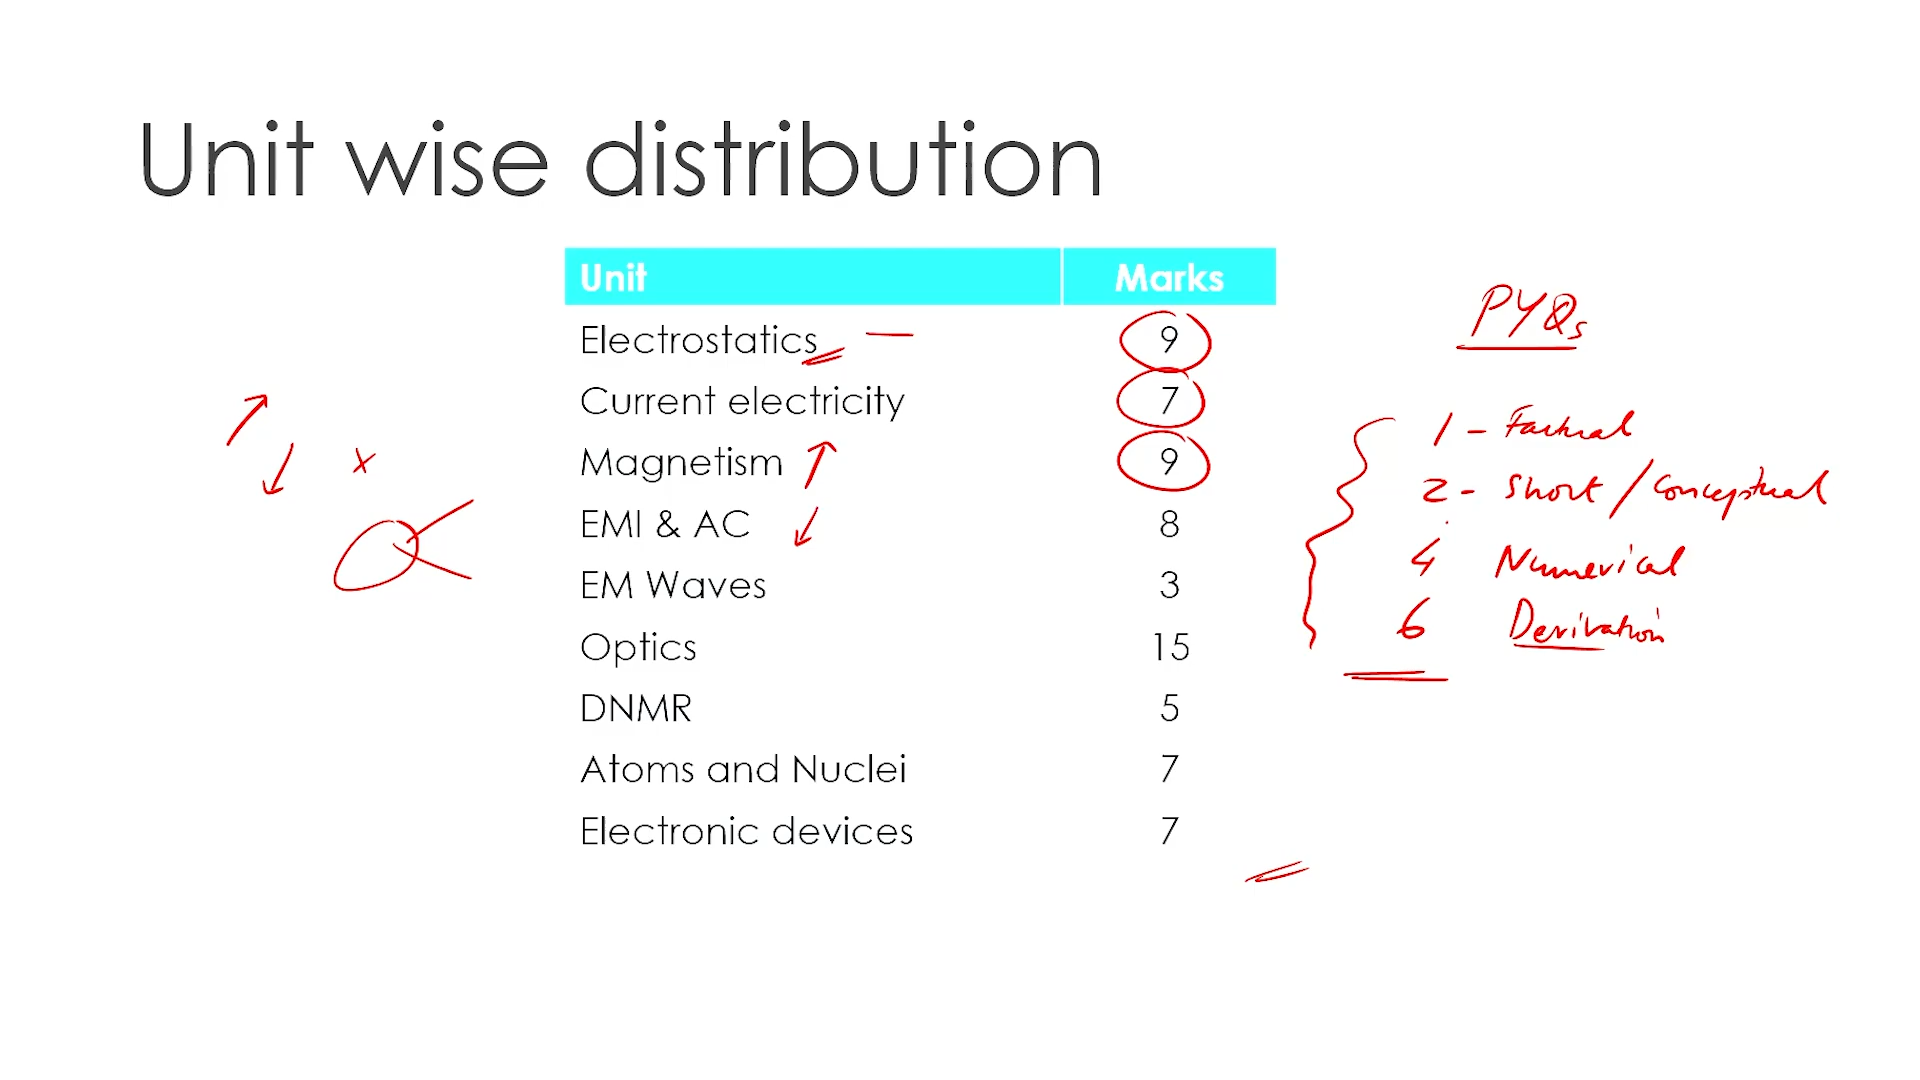 Unit wise distribution
Unit Marks
Electrostatics 9
Current electricity 7
Magnetism 9
EMI & AC 8
EM Waves 3
Optics 15
DNMR 5
Atoms and Nuclei 7
Electronic devices 7
PYQs
1 - Factual
2 - Short / Conceptual
4 Numerical
6 Derivation